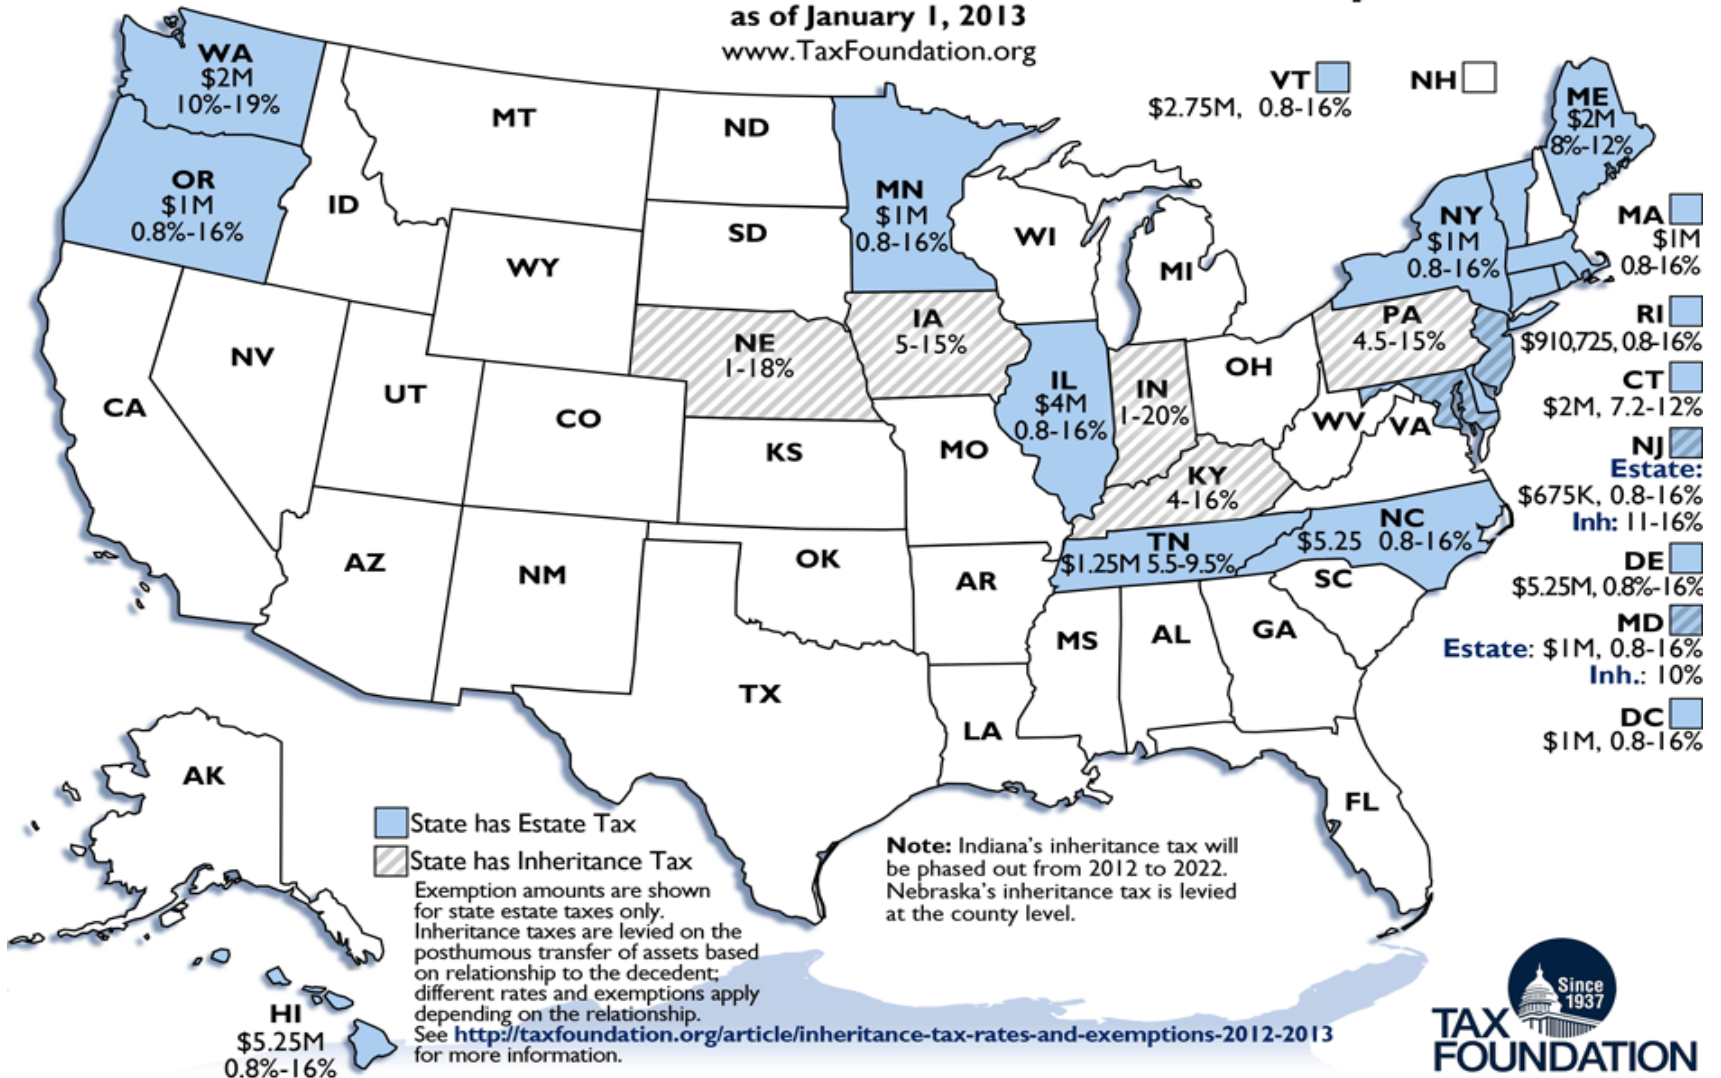 as of January 1, 2013
www.TaxFoundation.org
WA
$2M
10%-19%
OR
$1M
0.8%-16%
MT
ID
WY
ND
SD
MN
$1M
0.8-16%
WI
MI
VT
$2.75M, 0.8-16%
NH
ME
$2M
8%-12%
NY
$1M
0.8-16%
MA
$1M
0.8-16%
RI
$910,725, 0.8-16%
CT
$2M, 7.2-12%
NJ
Estate:
$675K, 0.8-16%
Inh: 11-16%
DE
$5.25M, 0.8%-16%
MD
Estate: $1M, 0.8-16%
Inh.: 10%
DC
$1M, 0.8-16%
CA
NV
UT
CO
NE
1-18%
IA
5-15%
IL
$4M
0.8-16%
IN
1-20%
OH
PA
4.5-15%
WV
VA
KS
MO
KY
4-16%
TN
$1.25M 5.5-9.5%
NC
$5.25 0.8-16%
AZ
NM
OK
AR
SC
MS
AL
GA
TX
LA
FL
AK
HI
$5.25M
0.8%-16%
State has Estate Tax
State has Inheritance Tax
Exemption amounts are shown
for state estate taxes only.
Inheritance taxes are levied on the
posthumous transfer of assets based
on relationship to the decedent;
different rates and exemptions apply
depending on the relationship.
See http://taxfoundation.org/article/inheritance-tax-rates-and-exemptions-2012-2013
for more information.
Note: Indiana's inheritance tax will
be phased out from 2012 to 2022.
Nebraska's inheritance tax is levied
at the county level.
Since
1937
TAX
FOUNDATION